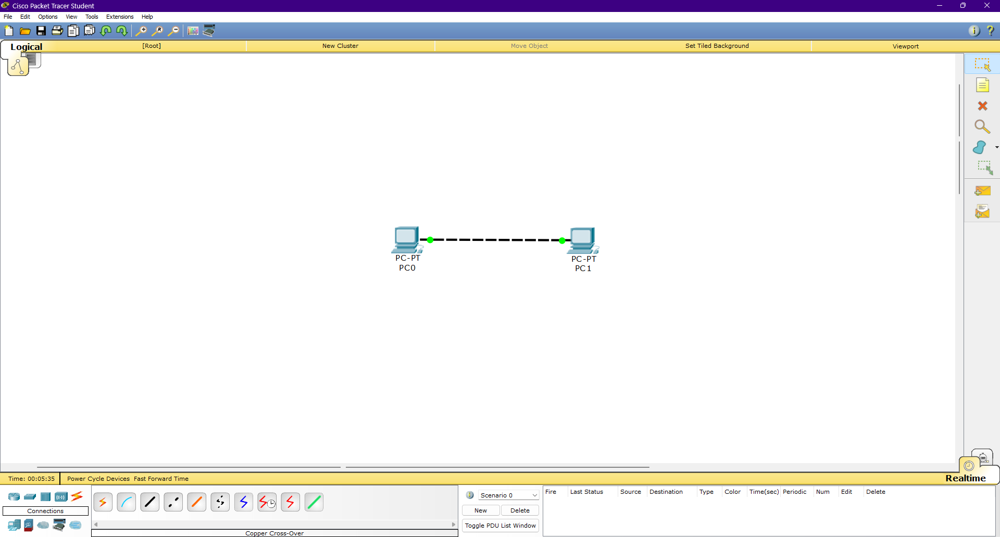 Cisco Packet Tracer Student
File Edit Options View Tools Extensions Help
Logical [Root] New Cluster Move Object Set Tiled Background Viewport
PC-PT PC-PT
PC0 PC1
Time: 00:05:35 Power Cycle Devices Fast Forward Time Realtime
Fire Last Status Source Destination Type Color Time(sec) Periodic Num Edit Delete
Scenario 0
Connections New Delete
Toggle PDU List Window
Copper Cross-Over